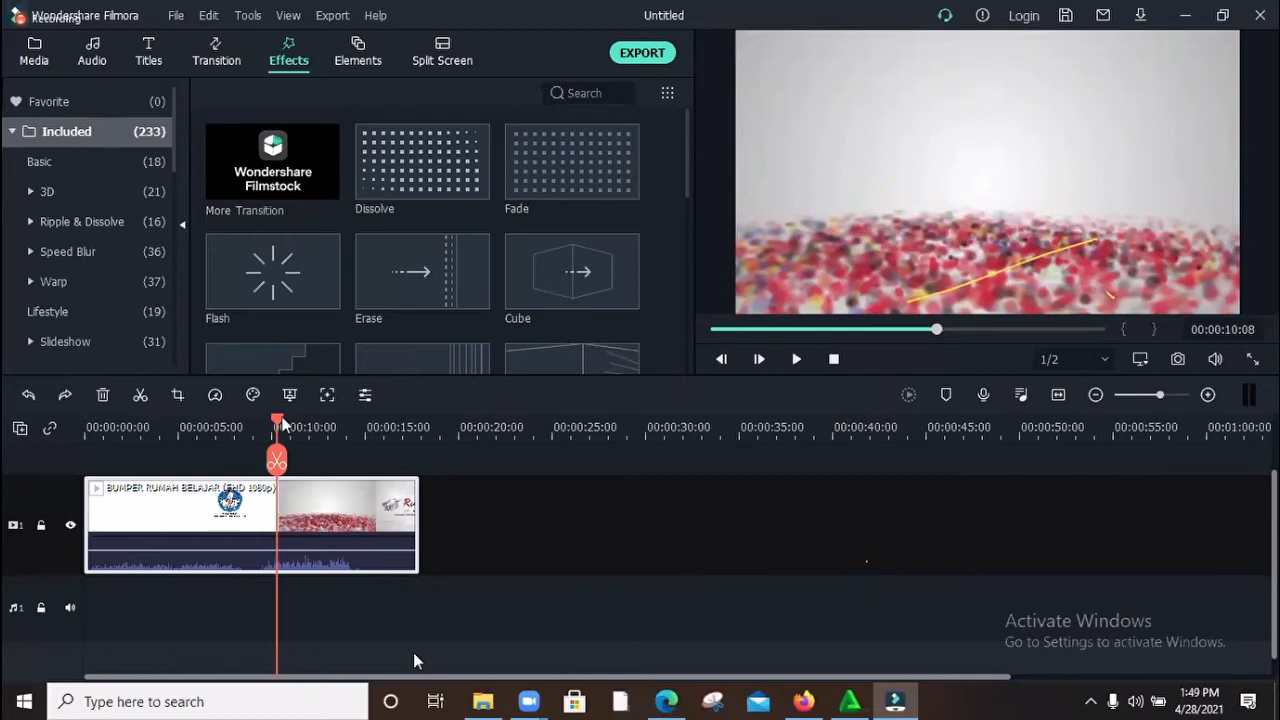 Wondershare Filmora
Recording
File Edit Tools View Export Help
Untitled
Login
Media
Audio
Titles
Transition
Effects
Elements
Split Screen
EXPORT
Favorite (0)
Included (233)
Basic (18)
3D (21)
Ripple & Dissolve (16)
Speed Blur (36)
Warp (37)
Lifestyle (19)
Slideshow (31)
Search
Wondershare
Filmstock
More Transition
Dissolve
Fade
Flash
Erase
Cube
00:00:10:08
1/2
00:00:00:00 00:00:05:00 00:00:10:00 00:00:15:00 00:00:20:00 00:00:25:00 00:00:30:00 00:00:35:00 00:00:40:00 00:00:45:00 00:00:50:00 00:00:55:00 00:01:00:00
BUMPER RUMAH BELAJAR (FHD 1080p)
1
1
Activate Windows
Go to Settings to activate Windows.
Type here to search
1:49 PM
4/28/2021